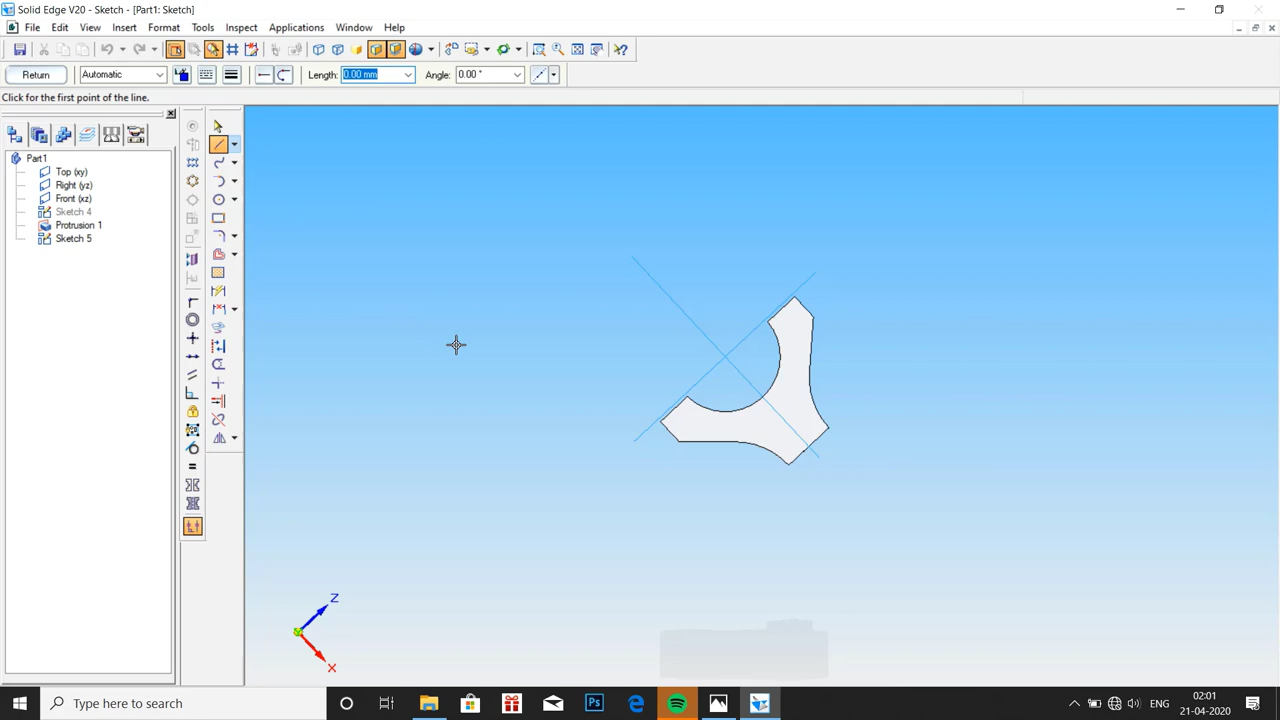 Solid Edge V20 - Sketch - [Part1: Sketch]
File Edit View Insert Format Tools Inspect Applications Window Help
Return Automatic Length: 0.00 mm Angle: 0.00 °
Click for the first point of the line.
Part1
Top (xy)
Right (yz)
Front (xz)
Sketch 4
Protrusion 1
Sketch 5
Z
X
Type here to search
Ps
ENG
02:01
21-04-2020